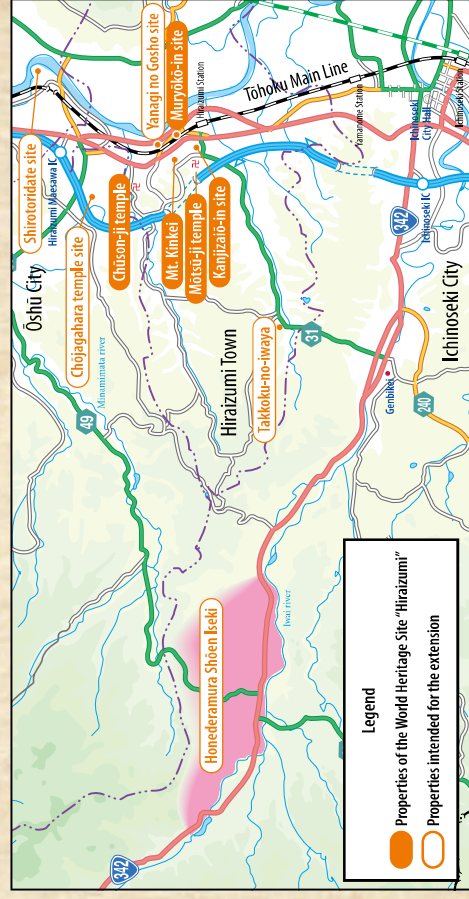 Shirotoridate site
Hiraizumi Maesawa IC
Ōshū City
Chōjagahara temple site
Minamimata river
49
Yanagi no Gosho site
Muryōkō-in site
Hiraizumi Station
Tōhoku Main Line
Chūson-ji temple
Mt. Kinkei
Mōtsū-ji temple
Kanjizaiō-in site
Hiraizumi Town
Takkoku-no-iwaya
31
Yamanome Station
Ichinoseki
City Hall
Ichinoseki Station
342
Ichinoseki IC
Ichinoseki City
Genbikei
240
Honederamura Shōen Iseki
Iwai river
342
Legend
Properties of the World Heritage Site "Hiraizumi"
Properties intended for the extension